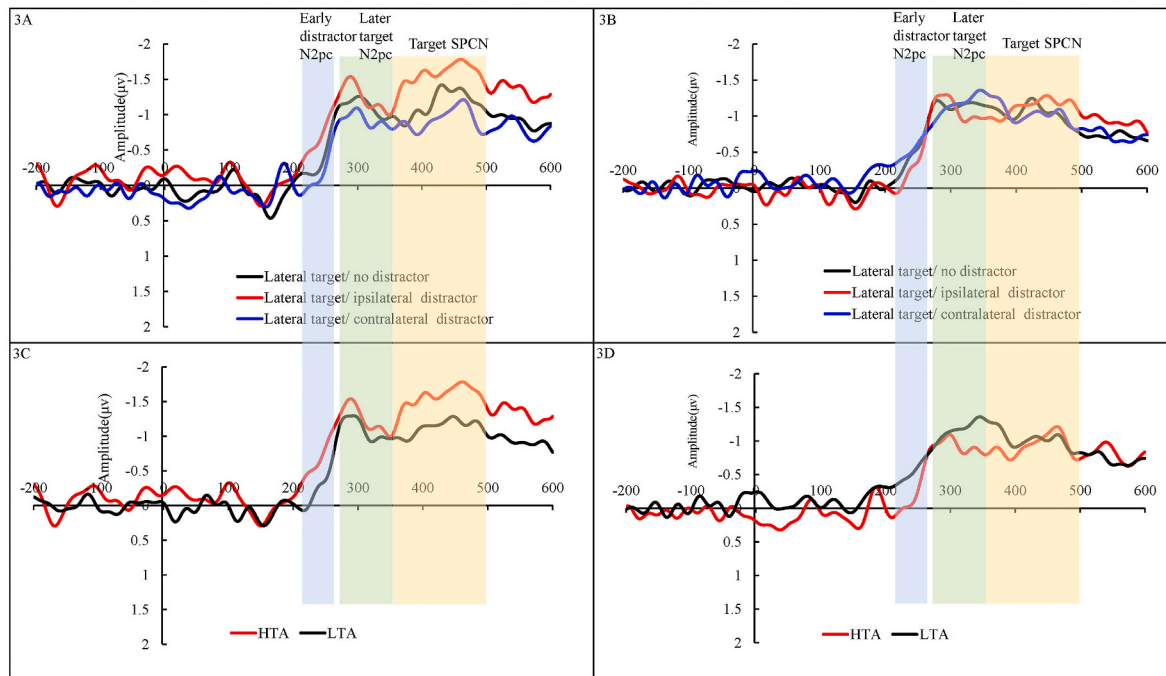 3A
Early
distractor
N2pc
Later
target
N2pc
Target SPCN
Amplitude(μv)
-2
-1.5
-1
-0.5
0
0.5
1
1.5
2
-200 -100 0 100 200 300 400 500 600
Lateral target/ no distractor
Lateral target/ ipsilateral distractor
Lateral target/ contralateral distractor
3B
Early
distractor
N2pc
Later
target
N2pc
Target SPCN
Amplitude(μv)
-2
-1.5
-1
-0.5
0
0.5
1
1.5
2
-200 -100 0 100 200 300 400 500 600
Lateral target/ no distractor
Lateral target/ ipsilateral distractor
Lateral target/ contralateral distractor
3C
Amplitude(μv)
-2
-1.5
-1
-0.5
0
0.5
1
1.5
2
-200 -100 0 100 200 300 400 500 600
HTA LTA
3D
Amplitude(μv)
-2
-1.5
-1
-0.5
0
0.5
1
1.5
2
-200 -100 0 100 200 300 400 500 600
HTA LTA